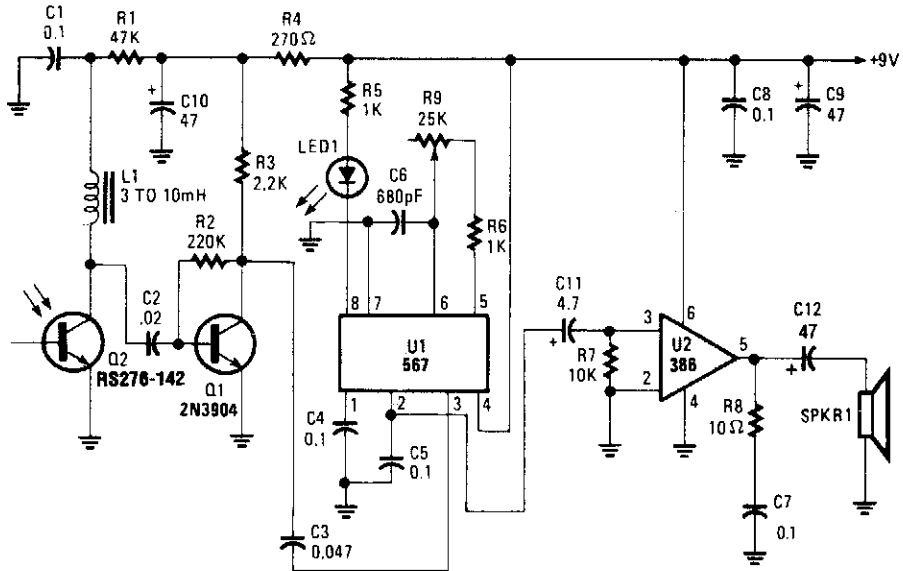 C1
0.1
R1
47K
R4
270Ω
+9V
+
C10
47
R5
1K
R9
25K
C8
0.1
+
C9
47
LED1
R3
2.2K
C6
680pF
L1
3 TO 10mH
R2
220K
R6
1K
C11
4.7
+
C2
.02
8
7
6
5
U1
567
1
2
3
4
3
6
U2
386
5
2
4
C12
47
+
R7
10K
Q2
RS276-142
Q1
2N3904
C4
0.1
C5
0.1
R8
10Ω
SPKR1
C3
0.047
C7
0.1